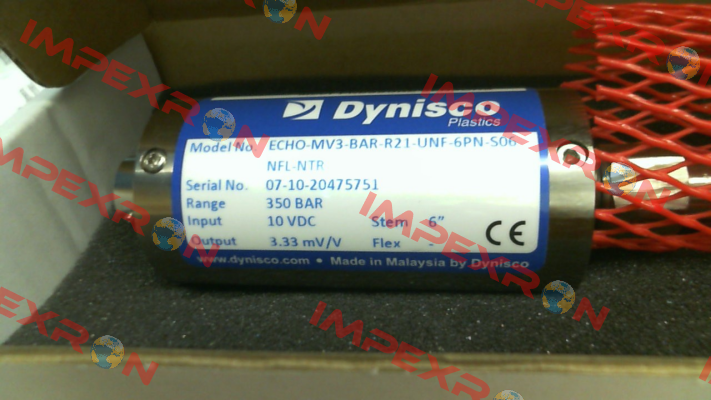 Dynisco
Plastics
Model No. ECHO-MV3-BAR-R21-UNF-6PN-S06
NFL-NTR
Serial No. 07-10-20475751
Range 350 BAR
Input 10 VDC Stem 6"
Output 3.33 mV/V Flex -
CE
www.dynisco.com • Made in Malaysia by Dynisco
IMPEXRON
IMPEXRON
IMPEXRON
IMPEXRON
IMPEXRON